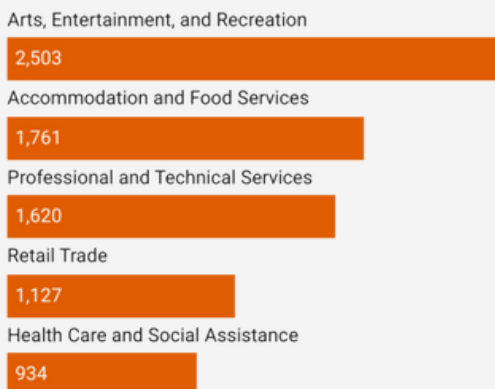 Arts, Entertainment, and Recreation
2,503
Accommodation and Food Services
1,761
Professional and Technical Services
1,620
Retail Trade
1,127
Health Care and Social Assistance
934